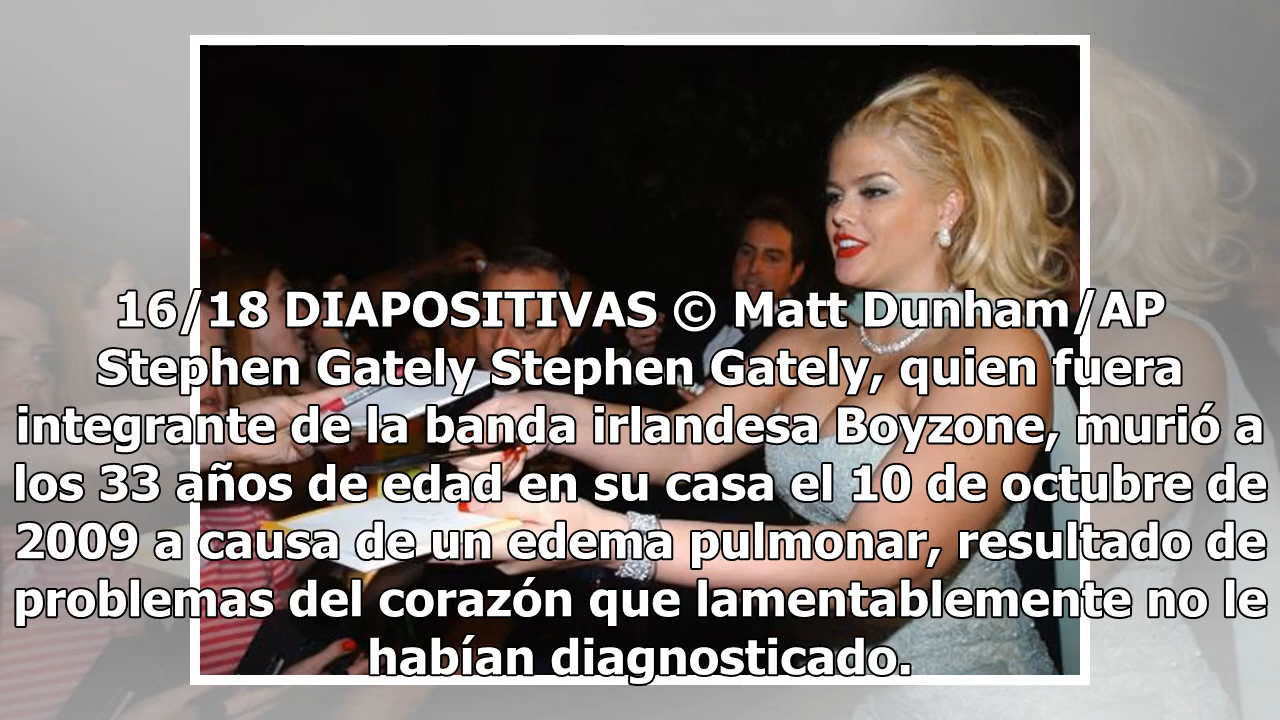 16/18 DIAPOSITIVAS © Matt Dunham/AP
Stephen Gately Stephen Gately, quien fuera
integrante de la banda irlandesa Boyzone, murió a
los 33 años de edad en su casa el 10 de octubre de
2009 a causa de un edema pulmonar, resultado de
problemas del corazón que lamentablemente no le
habían diagnosticado.